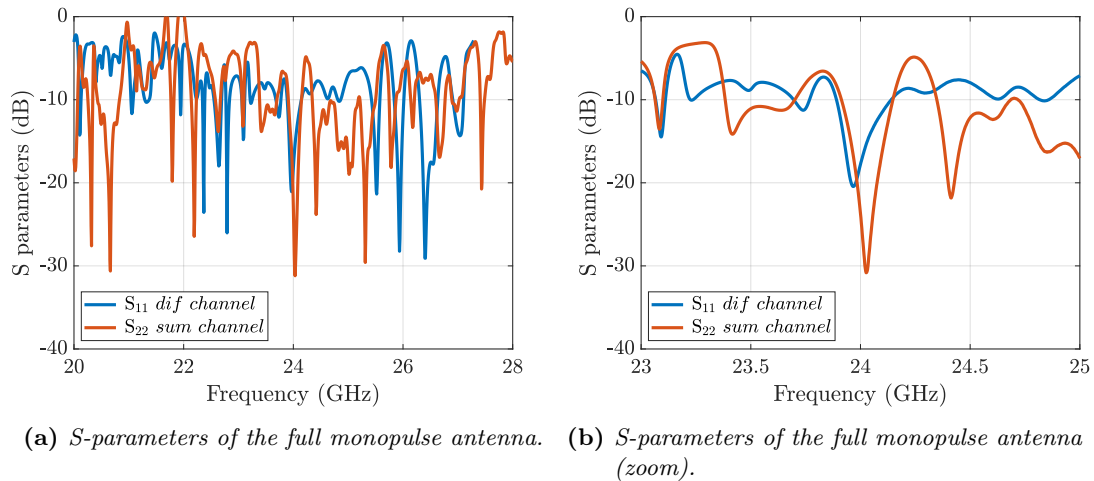 0
-10
-20
-30
-40
S parameters (dB)
S11 dif channel
S22 sum channel
20
22
24
26
28
Frequency (GHz)
(a) S-parameters of the full monopulse antenna.
0
-10
-20
-30
-40
S parameters (dB)
S11 dif channel
S22 sum channel
23
23.5
24
24.5
25
Frequency (GHz)
(b) S-parameters of the full monopulse antenna
(zoom).